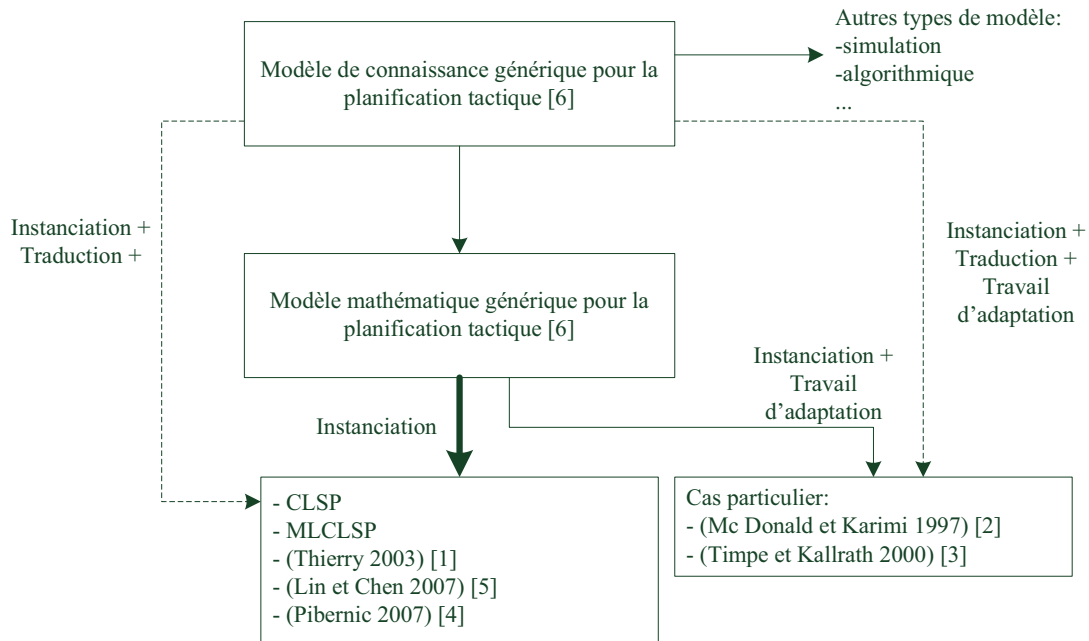 Autres types de modèle:
-simulation
-algorithmique
...
Modèle de connaissance générique pour la
planification tactique [6]
Instanciation +
Traduction +
Instanciation +
Traduction +
Travail
d’adaptation
Modèle mathématique générique pour la
planification tactique [6]
Instanciation +
Travail
d’adaptation
Instanciation
- CLSP
- MLCLSP
- (Thierry 2003) [1]
- (Lin et Chen 2007) [5]
- (Pibernic 2007) [4]
Cas particulier:
- (Mc Donald et Karimi 1997) [2]
- (Timpe et Kallrath 2000) [3]